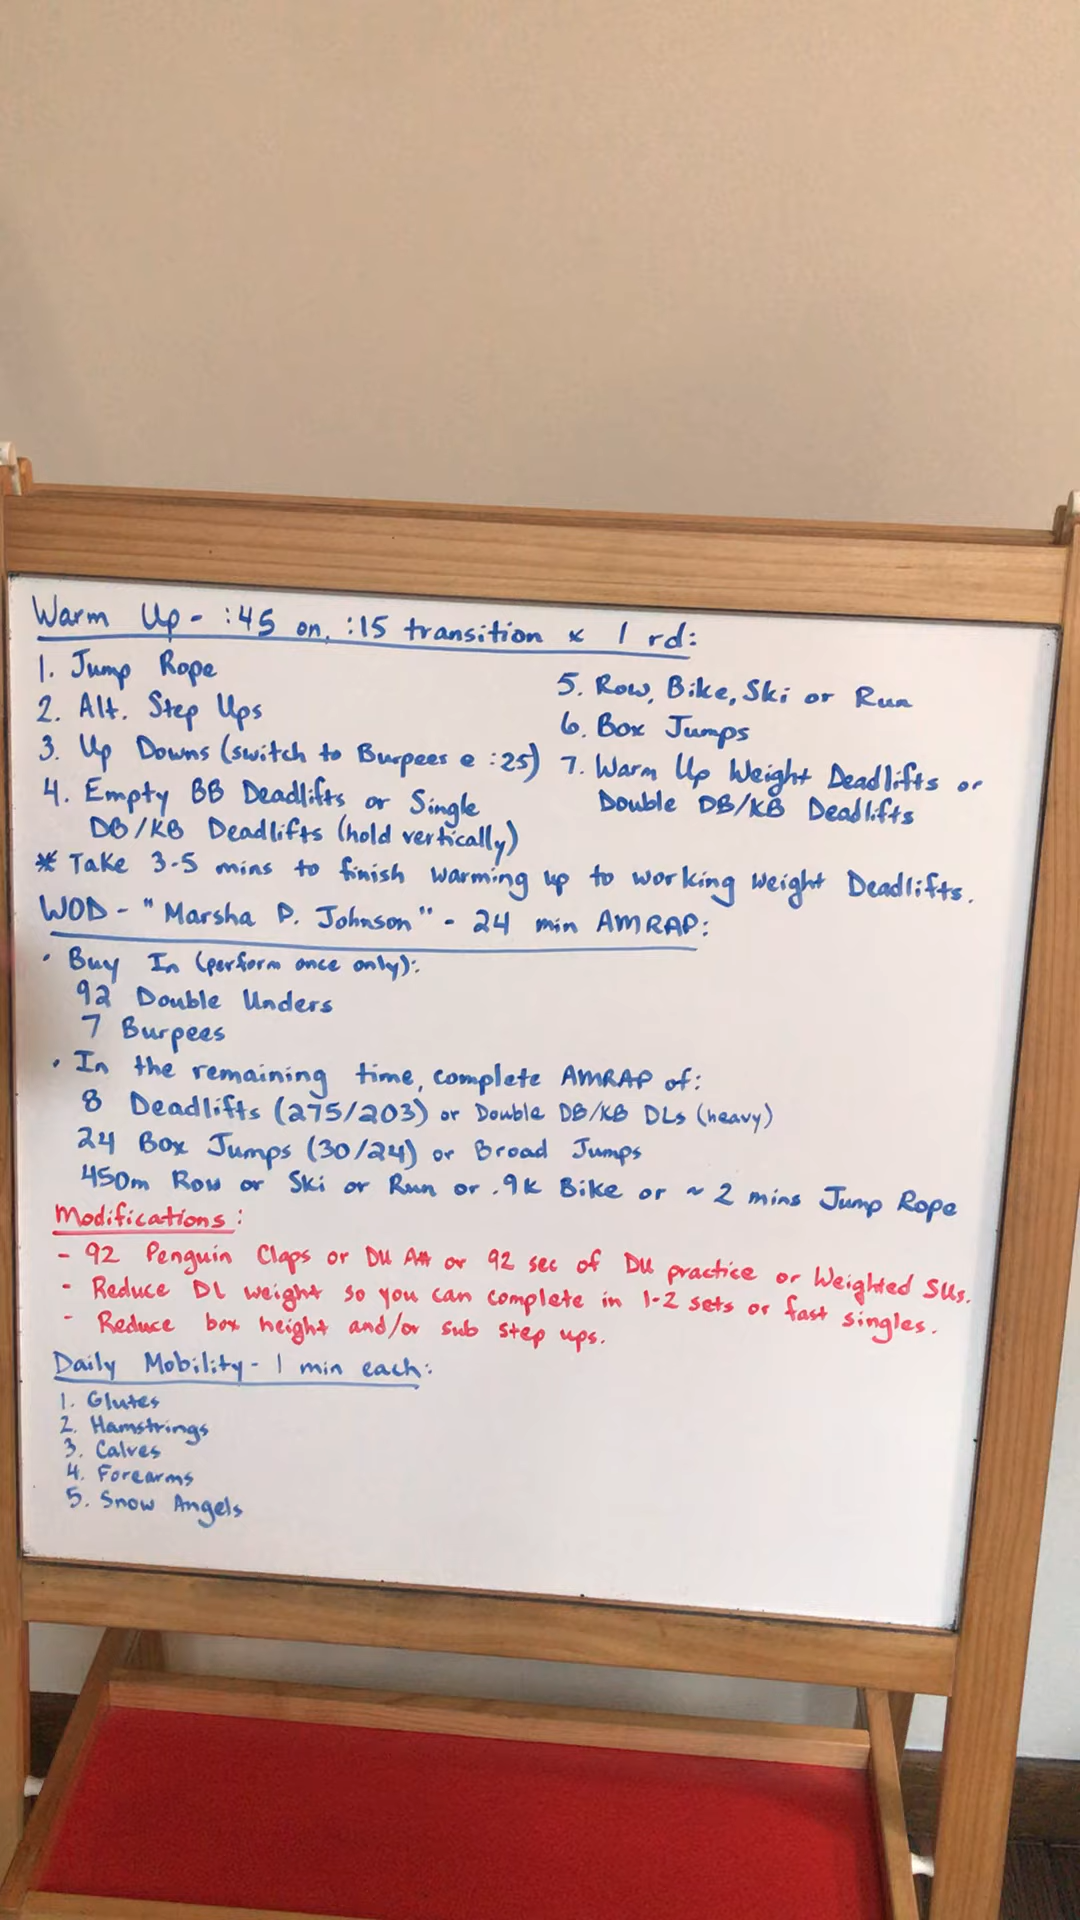 Warm Up - :45 on, :15 transition x 1 rd:
1. Jump Rope
2. Alt. Step Ups
3. Up Downs (switch to Burpees @ :25)
4. Empty BB Deadlifts or Single
DB/KB Deadlifts (hold vertically)
5. Row, Bike, Ski or Run
6. Box Jumps
7. Warm Up Weight Deadlifts or
Double DB/KB Deadlifts
* Take 3-5 mins to finish warming up to working weight Deadlifts.
WOD - "Marsha P. Johnson" - 24 min AMRAP:
• Buy In (perform once only):
92 Double Unders
7 Burpees
• In the remaining time, complete AMRAP of:
8 Deadlifts (275/203) or Double DB/KB DLs (heavy)
24 Box Jumps (30/24) or Broad Jumps
450m Row or Ski or Run or .9k Bike or ~ 2 mins Jump Rope
Modifications:
- 92 Penguin Claps or DU Att or 92 sec of DU practice or Weighted SUs.
- Reduce DL weight so you can complete in 1-2 sets or fast singles.
- Reduce box height and/or sub step ups.
Daily Mobility - 1 min each:
1. Glutes
2. Hamstrings
3. Calves
4. Forearms
5. Snow Angels